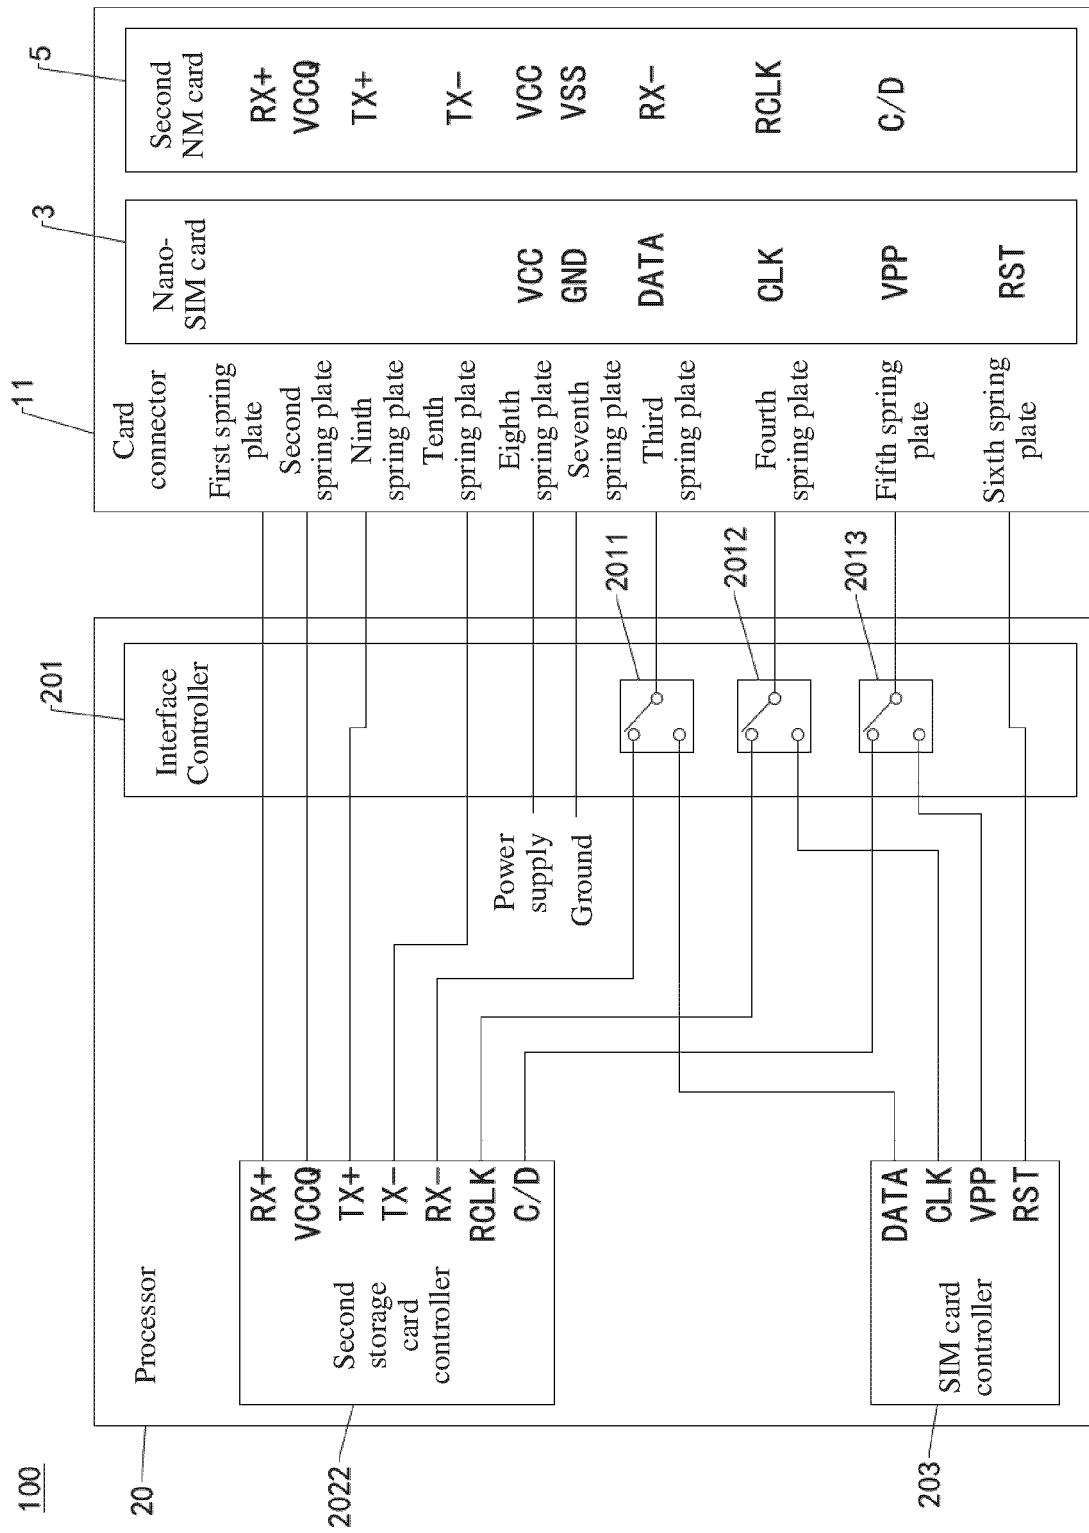 100
20
Processor
2022
Second
storage
card
controller
RX+
VCCQ
TX+
TX-
RX-
RCLK
C/D
203
SIM card
controller
DATA
CLK
VPP
RST
201
Interface
Controller
Power
supply
Ground
2011
2012
2013
11
Card
connector
First spring
plate
Second
spring plate
Ninth
spring plate
Tenth
spring plate
Eighth
spring plate
Seventh
spring plate
Third
spring plate
Fourth
spring plate
Fifth spring
plate
Sixth spring
plate
3
Nano-
SIM card
VCC
GND
DATA
CLK
VPP
RST
5
Second
NM card
RX+
VCCQ
TX+
TX-
VCC
VSS
RX-
RCLK
C/D